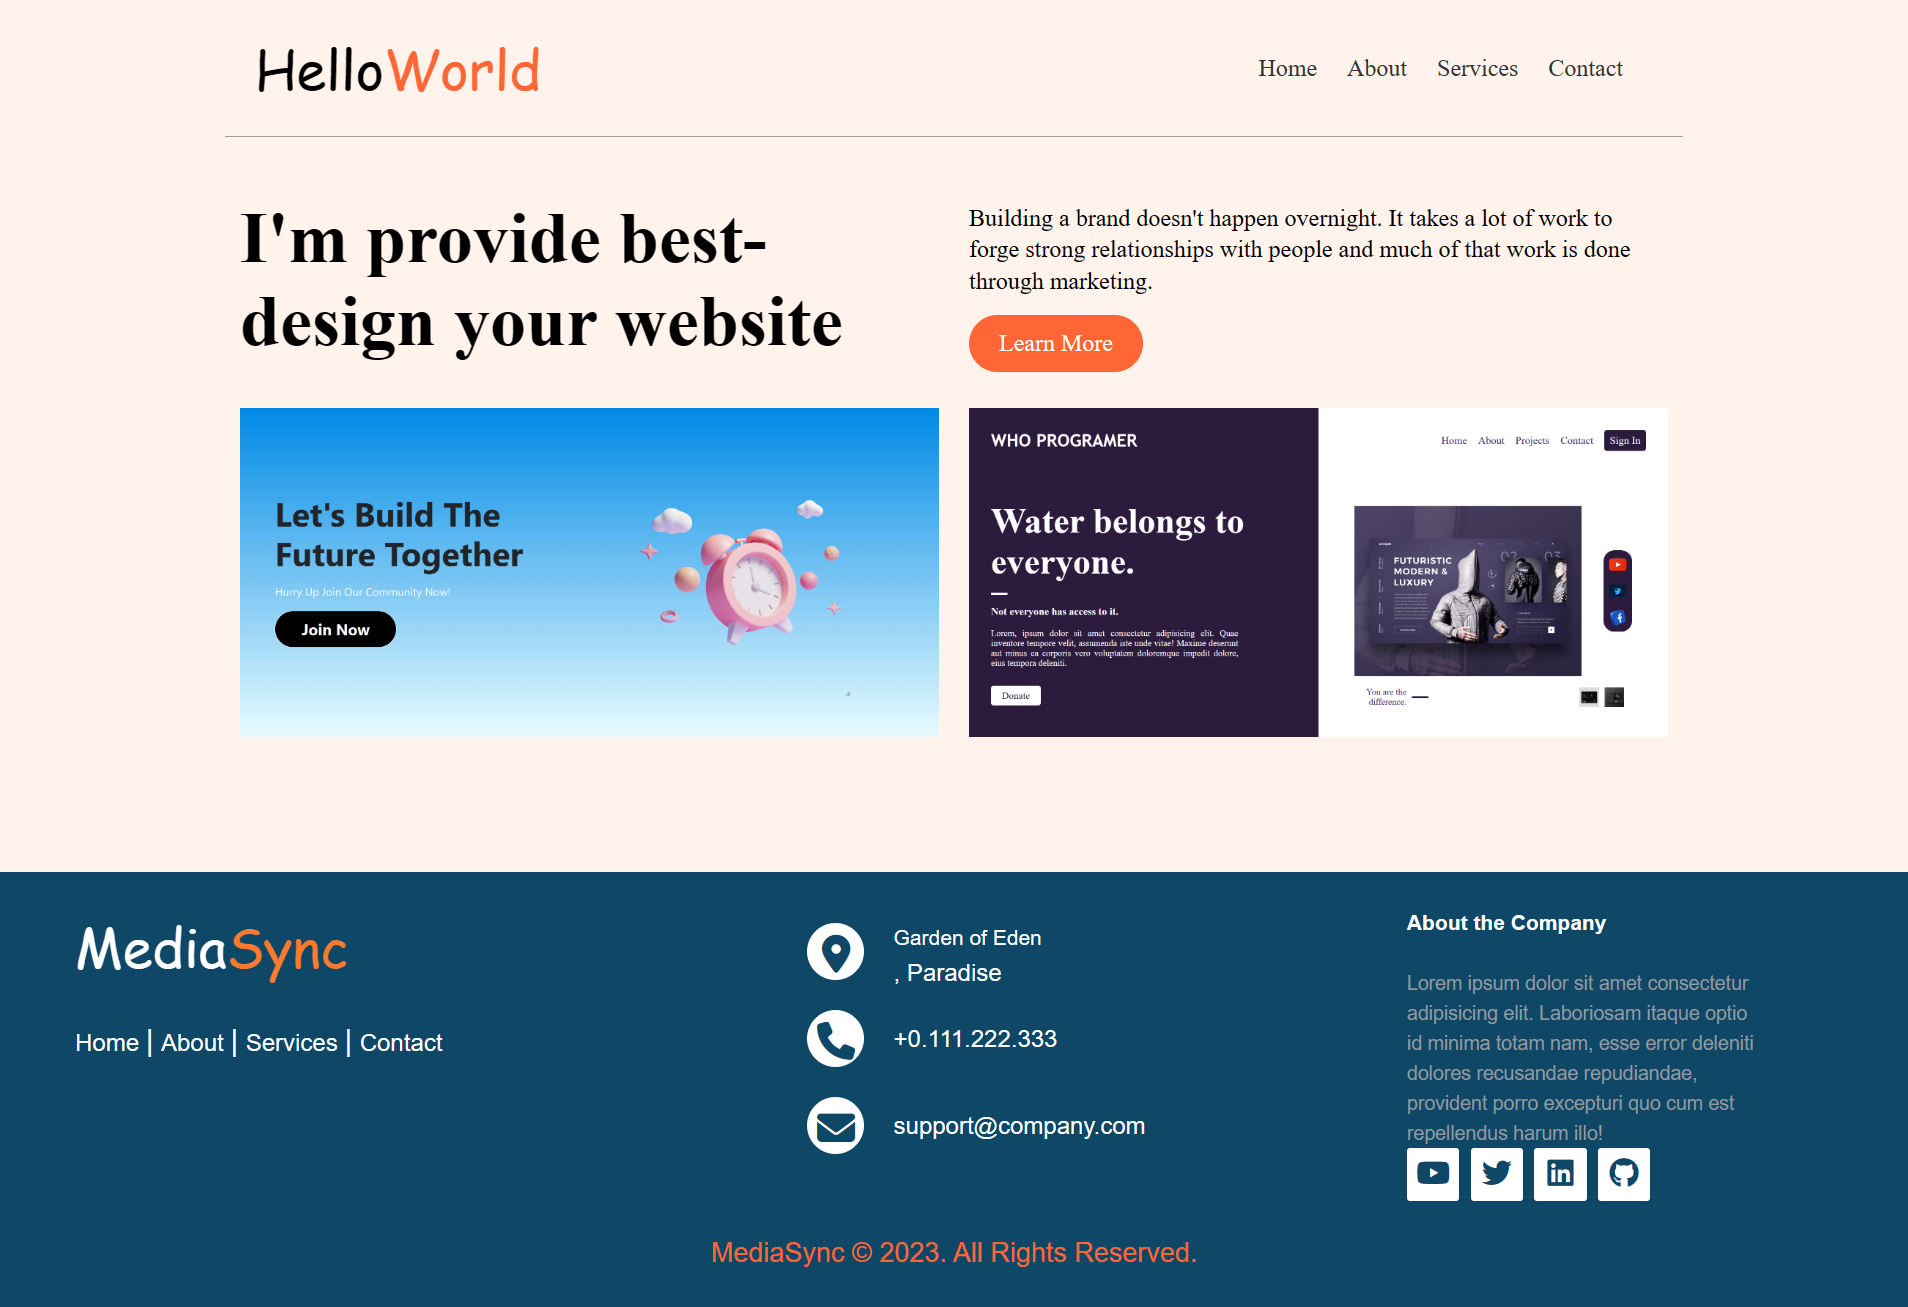 HelloWorld
Home About Services Contact
I'm provide best-
design your website
Building a brand doesn't happen overnight. It takes a lot of work to
forge strong relationships with people and much of that work is done
through marketing.
Learn More
Let's Build The
Future Together
Hurry Up Join Our Community Now!
Join Now
WHO PROGRAMER
Home About Projects Contact Sign In
Water belongs to
everyone.
Not everyone has access to it.
Lorem, ipsum dolor sit amet consectetur adipisicing elit. Quae
inventore tempore velit, assumenda iste unde vitae! Maxime deserunt
aut minus ea corporis vero voluptatem doloremque impedit dolore,
eius tempora deleniti.
Donate
FUTURISTIC
MODERN &
LUXURY
02 03
You are the
difference.
MediaSync
Home | About | Services | Contact
Garden of Eden
, Paradise
+0.111.222.333
support@company.com
About the Company
Lorem ipsum dolor sit amet consectetur
adipisicing elit. Laboriosam itaque optio
id minima totam nam, esse error deleniti
dolores recusandae repudiandae,
provident porro excepturi quo cum est
repellendus harum illo!
MediaSync © 2023. All Rights Reserved.